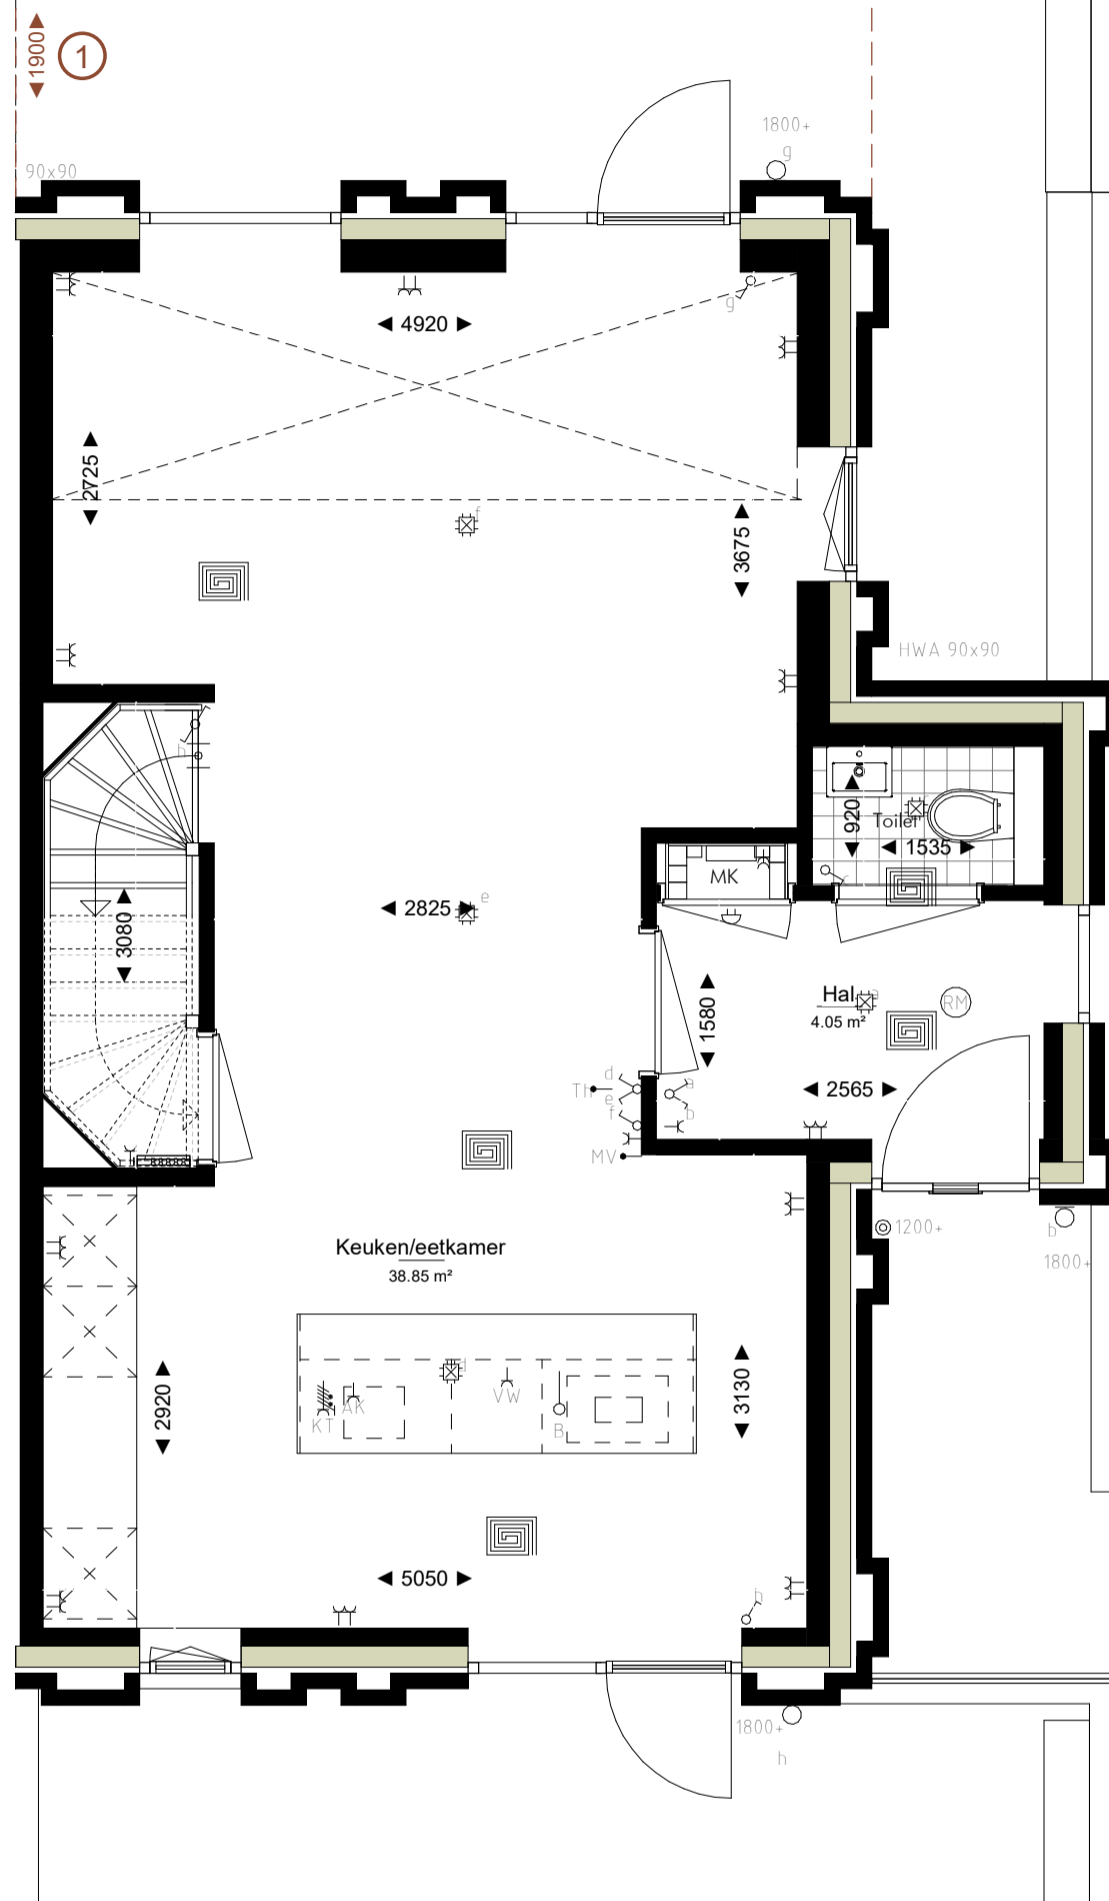 1900
1
90x90
1800+
g
4920
g
2725
f
3675
HWA 90x90
h
920
Toilet
1535
c
MK
2825
e
3080
1580
Hal
a
RM
4.05 m²
d
Th
e
a
2565
f
b
MV
1200+
b
1800+
Keuken/eetkamer
38.85 m²
d
2920
3130
VW
AK
KT
B
5050
b
1800+
h